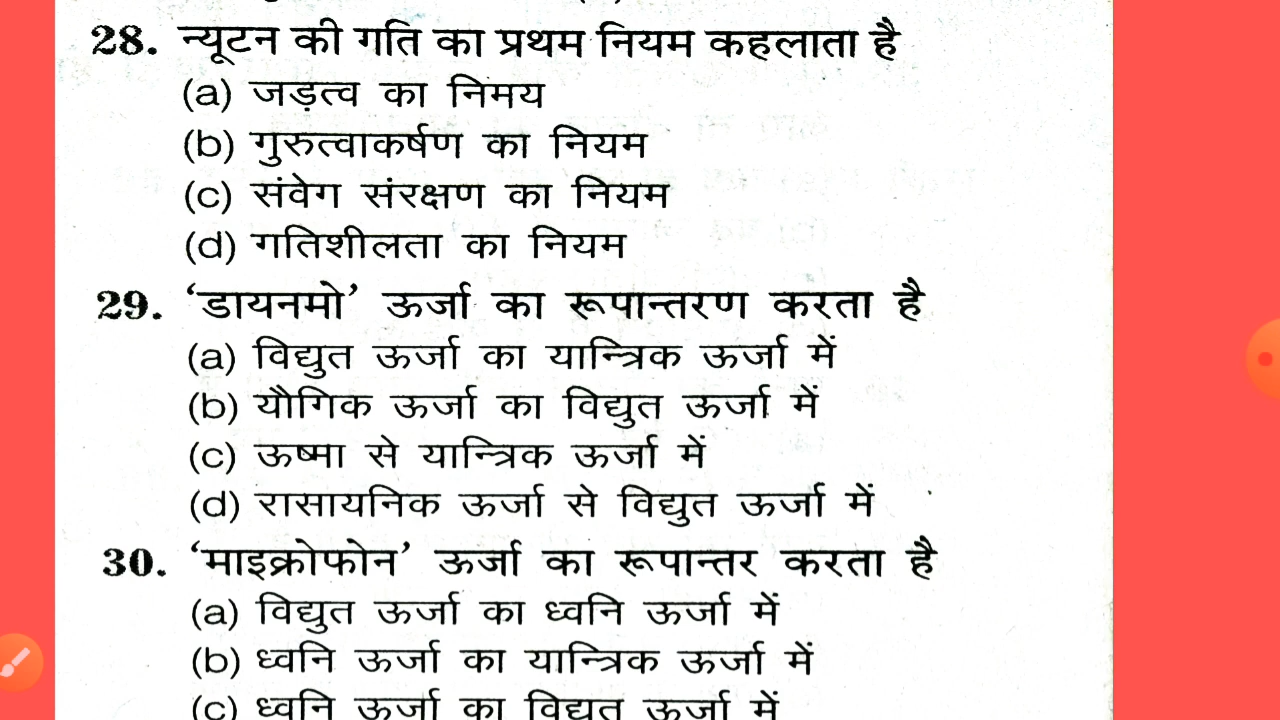 28. न्यूटन की गति का प्रथम नियम कहलाता है
(a) जड़त्व का निमय
(b) गुरुत्वाकर्षण का नियम
(c) संवेग संरक्षण का नियम
(d) गतिशीलता का नियम
29. ‘डायनमो’ ऊर्जा का रूपान्तरण करता है
(a) विद्युत ऊर्जा का यान्त्रिक ऊर्जा में
(b) यौगिक ऊर्जा का विद्युत ऊर्जा में
(c) ऊष्मा से यान्त्रिक ऊर्जा में
(d) रासायनिक ऊर्जा से विद्युत ऊर्जा में
30. ‘माइक्रोफोन’ ऊर्जा का रूपान्तर करता है
(a) विद्युत ऊर्जा का ध्वनि ऊर्जा में
(b) ध्वनि ऊर्जा का यान्त्रिक ऊर्जा में
(c) ध्वनि ऊर्जा का विद्युत ऊर्जा में